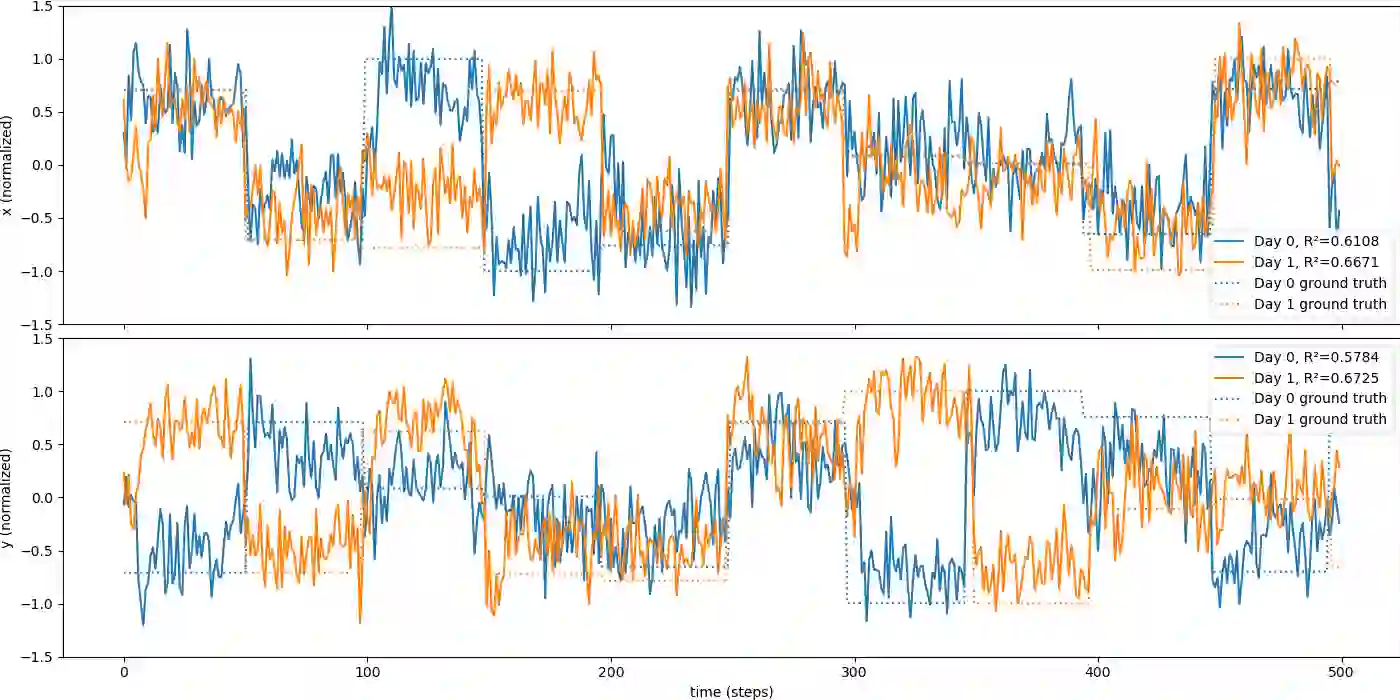 1.5
1.0
0.5
0.0
−0.5
−1.0
−1.5
x (normalized)
Day 0, R²=0.6108
Day 1, R²=0.6671
Day 0 ground truth
Day 1 ground truth
1.5
1.0
0.5
0.0
−0.5
−1.0
−1.5
y (normalized)
Day 0, R²=0.5784
Day 1, R²=0.6725
Day 0 ground truth
Day 1 ground truth
0 100 200 300 400 500
time (steps)